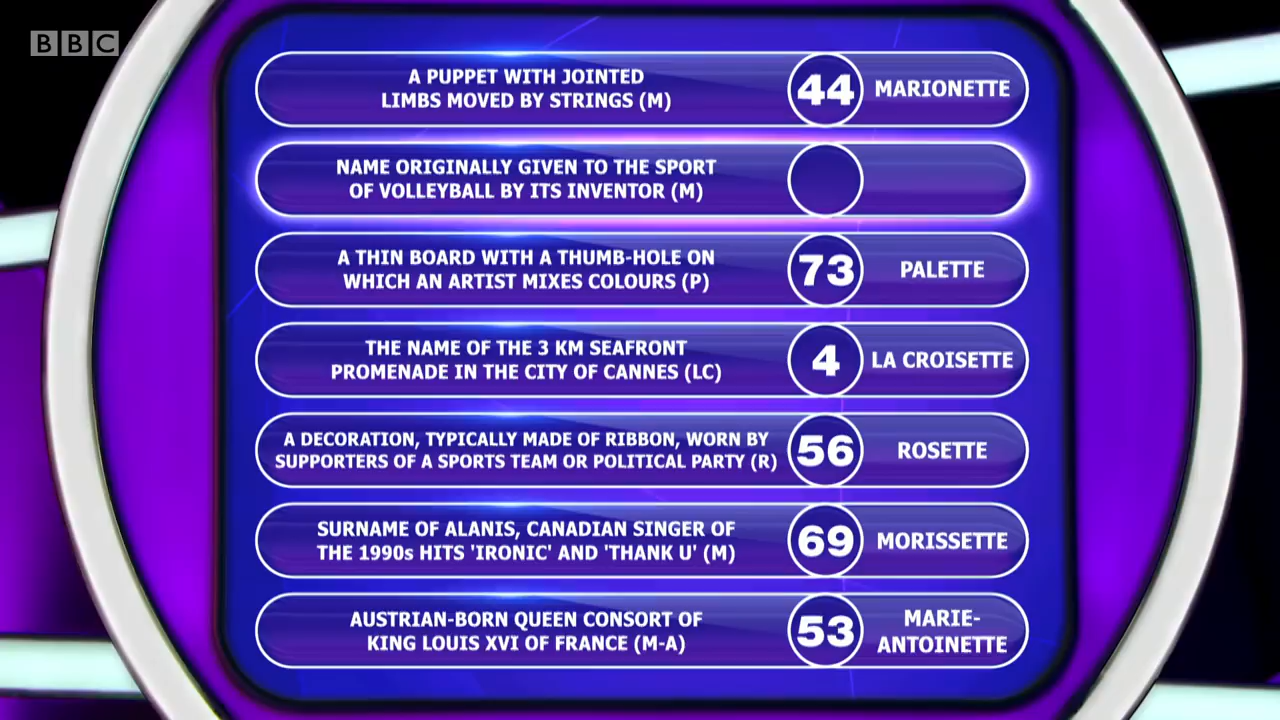 BBC
A PUPPET WITH JOINTED
LIMBS MOVED BY STRINGS (M)
44
MARIONETTE
NAME ORIGINALLY GIVEN TO THE SPORT
OF VOLLEYBALL BY ITS INVENTOR (M)
A THIN BOARD WITH A THUMB-HOLE ON
WHICH AN ARTIST MIXES COLOURS (P)
73
PALETTE
THE NAME OF THE 3 KM SEAFRONT
PROMENADE IN THE CITY OF CANNES (LC)
4
LA CROISETTE
A DECORATION, TYPICALLY MADE OF RIBBON, WORN BY
SUPPORTERS OF A SPORTS TEAM OR POLITICAL PARTY (R)
56
ROSETTE
SURNAME OF ALANIS, CANADIAN SINGER OF
THE 1990s HITS 'IRONIC' AND 'THANK U' (M)
69
MORISSETTE
AUSTRIAN-BORN QUEEN CONSORT OF
KING LOUIS XVI OF FRANCE (M-A)
53
MARIE-
ANTOINETTE